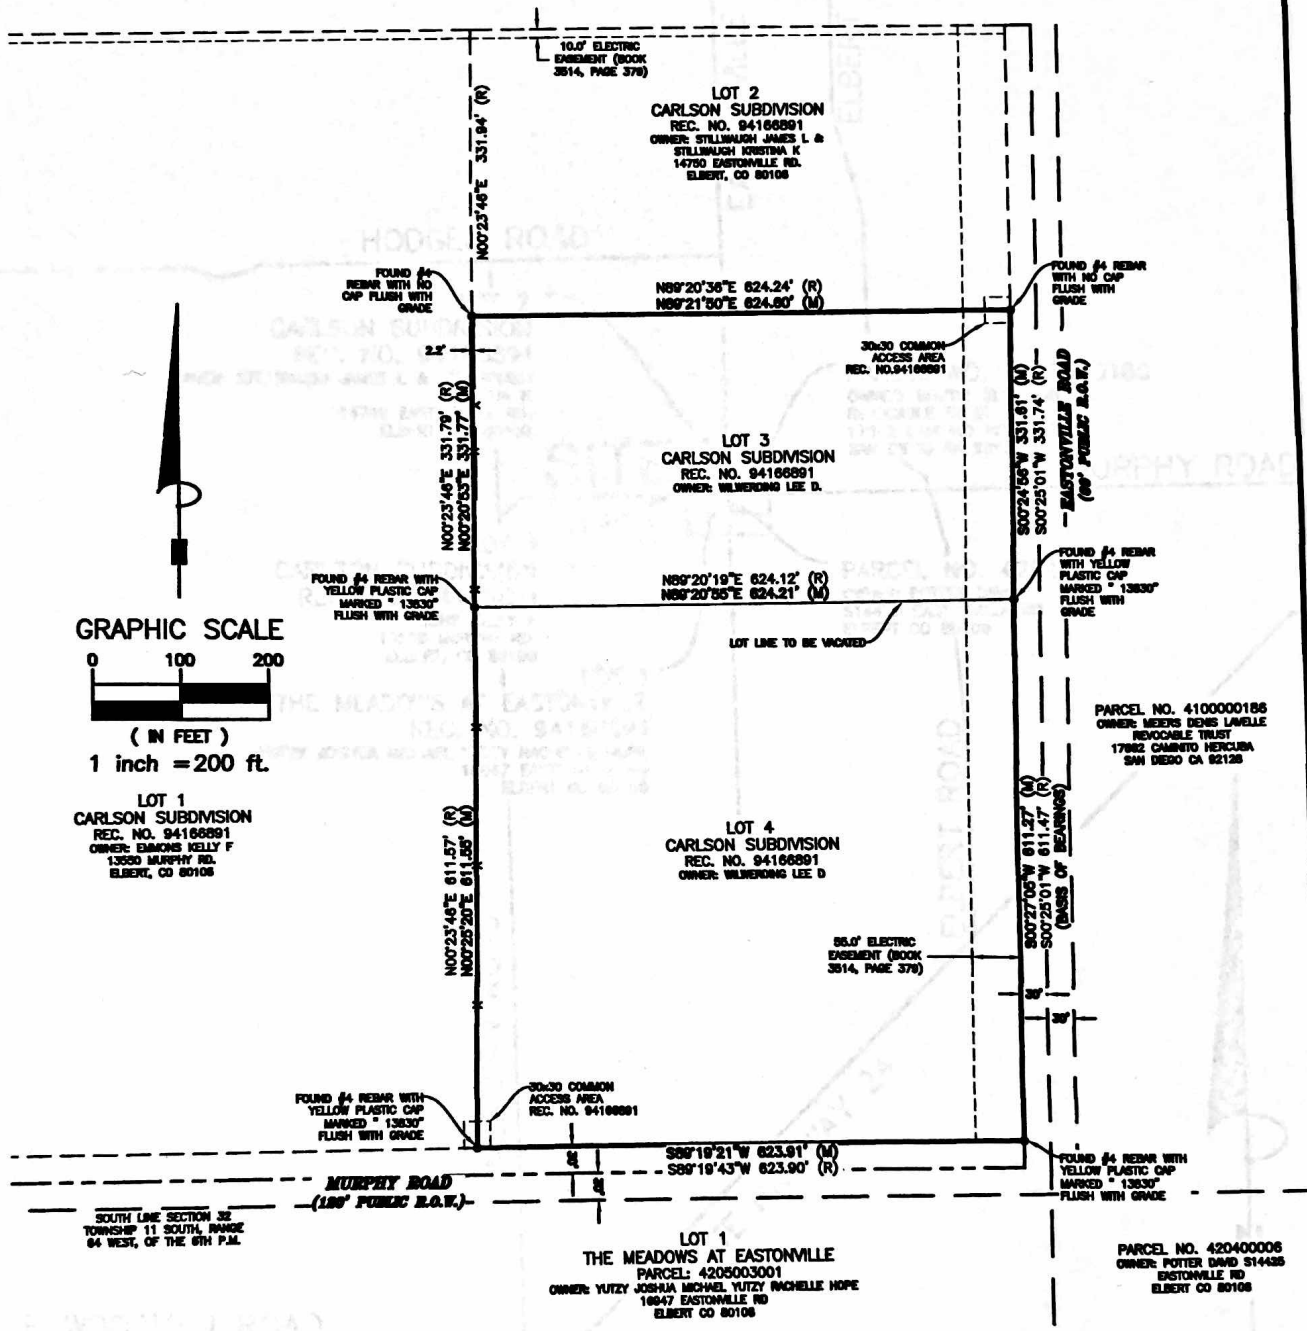 10.0' ELECTRIC
EASEMENT (BOOK
3514, PAGE 379)
LOT 2
CARLSON SUBDIVISION
REC. NO. 94166891
OWNER: STILLWAUGH JAMES L &
STILLWAUGH KRISTINA K
14750 EASTONVILLE RD.
ELBERT, CO 80106
N00°23'46"E 331.94' (R)
FOUND #4
REBAR WITH NO
CAP FLUSH WITH
GRADE
N89°20'36"E 624.24' (R)
N89°21'50"E 624.60' (M)
FOUND #4 REBAR
WITH NO CAP
FLUSH WITH
GRADE
2.2'
30x30 COMMON
ACCESS AREA
REC. NO.94166891
N00°23'46"E 331.79' (R)
N00°20'53"E 331.77' (M)
LOT 3
CARLSON SUBDIVISION
REC. NO. 94166891
OWNER: WILWERDING LEE D.
S00°24'56"W 331.61' (M)
S00°25'01"W 331.74' (R)
EASTONVILLE ROAD
(60' PUBLIC R.O.W.)
FOUND #4 REBAR WITH
YELLOW PLASTIC CAP
MARKED " 13830"
FLUSH WITH GRADE
N89°20'19"E 624.12' (R)
N89°20'55"E 624.21' (M)
FOUND #4 REBAR
WITH YELLOW
PLASTIC CAP
MARKED " 13830"
FLUSH WITH
GRADE
LOT LINE TO BE VACATED
GRAPHIC SCALE
0 100 200
( IN FEET )
1 inch = 200 ft.
LOT 1
CARLSON SUBDIVISION
REC. NO. 94166891
OWNER: EMMONS KELLY F
13550 MURPHY RD.
ELBERT, CO 80106
PARCEL NO. 4100000186
OWNER: MEIERS DENIS LAVELLE
REVOCABLE TRUST
17982 CAMINITO HERCUBA
SAN DIEGO CA 92128
N00°23'46"E 611.57' (R)
N00°25'20"E 611.55' (M)
LOT 4
CARLSON SUBDIVISION
REC. NO. 94166891
OWNER: WILWERDING LEE D
S00°27'05"W 611.27' (M)
S00°25'01"W 611.47' (R)
(BASIS OF BEARINGS)
55.0' ELECTRIC
EASEMENT (BOOK
3514, PAGE 379)
30'
30'
FOUND #4 REBAR WITH
YELLOW PLASTIC CAP
MARKED " 13830"
FLUSH WITH GRADE
30x30 COMMON
ACCESS AREA
REC. NO. 94166891
S89°19'21"W 623.91' (M)
S89°19'43"W 623.90' (R)
30'
30'
FOUND #4 REBAR WITH
YELLOW PLASTIC CAP
MARKED " 13830"
FLUSH WITH GRADE
MURPHY ROAD
(120' PUBLIC R.O.W.)
SOUTH LINE SECTION 32
TOWNSHIP 11 SOUTH, RANGE
64 WEST, OF THE 6TH P.M.
LOT 1
THE MEADOWS AT EASTONVILLE
PARCEL: 4205003001
OWNER: YUTZY JOSHUA MICHAEL YUTZY RACHELLE HOPE
16947 EASTONVILLE RD
ELBERT CO 80106
PARCEL NO. 420400006
OWNER: POTTER DAVID S14425
EASTONVILLE RD
ELBERT CO 80106